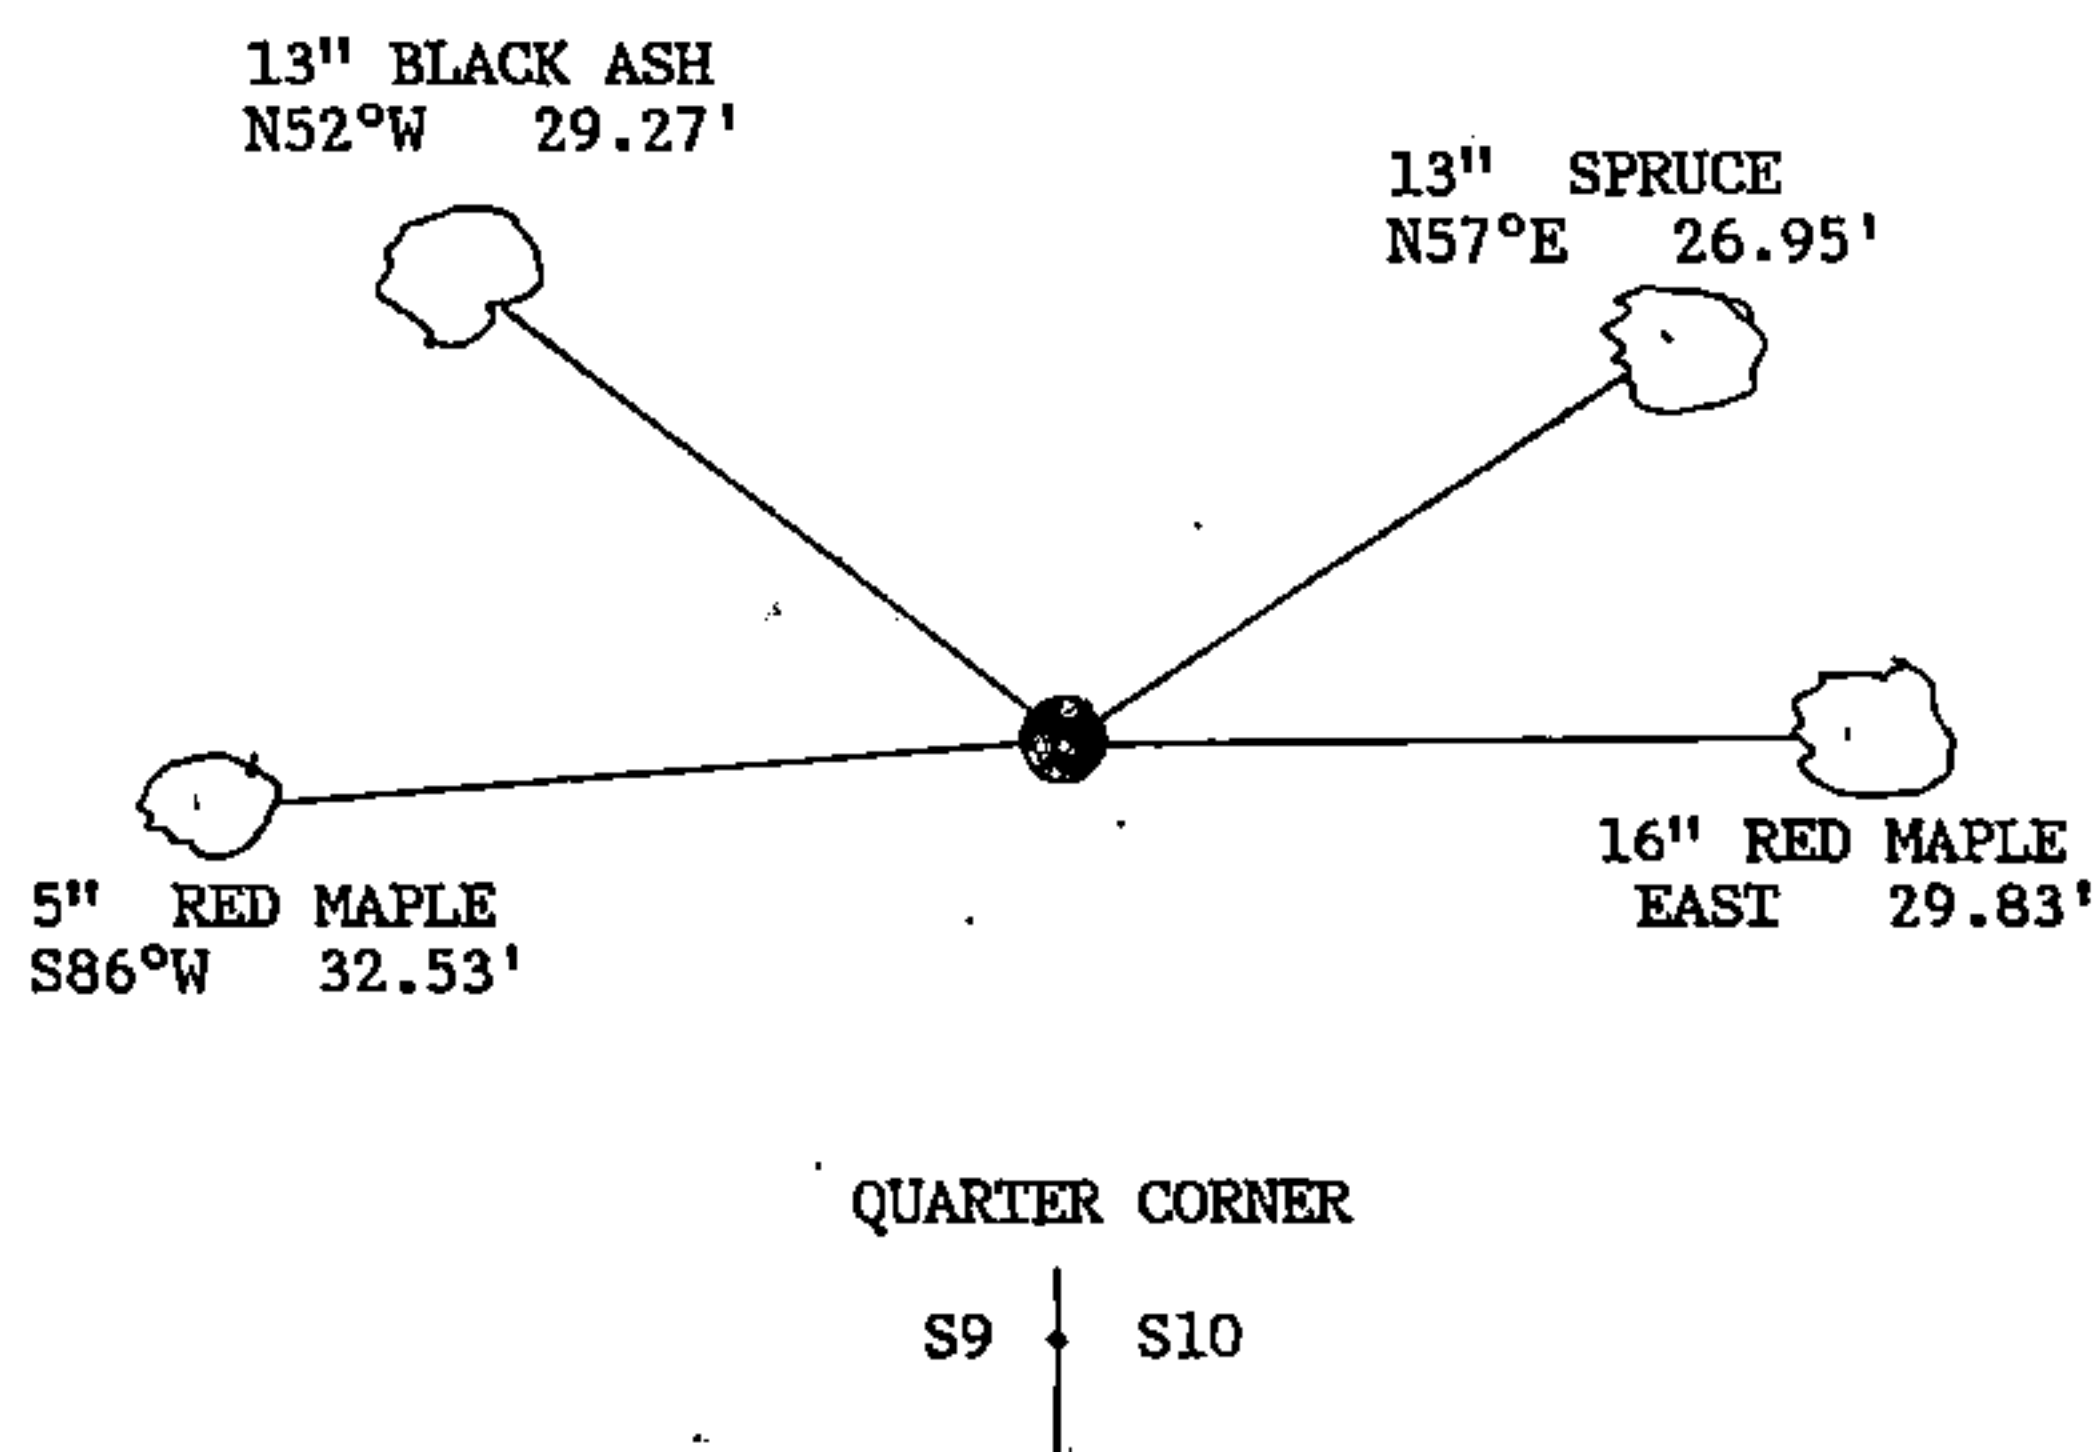 13" BLACK ASH
N52°W 29.27'
13" SPRUCE
N57°E 26.95'
5" RED MAPLE
S86°W 32.53'
16" RED MAPLE
EAST 29.83'
QUARTER CORNER
S9 S10